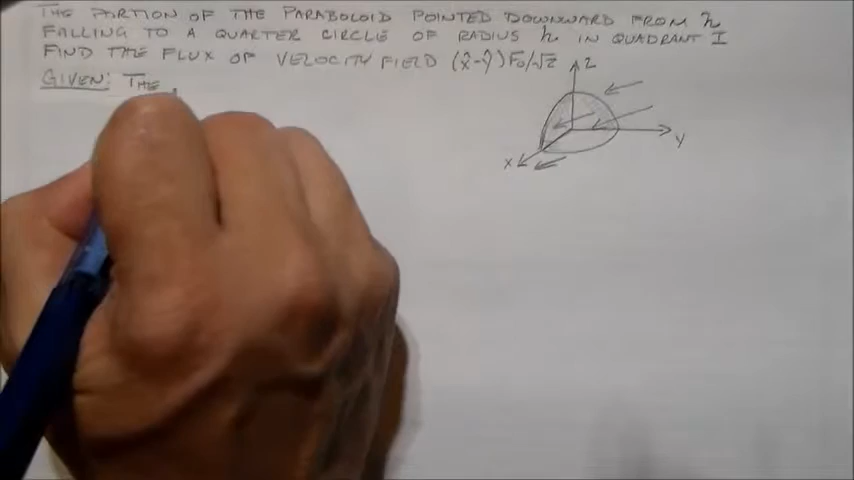 THE PORTION OF THE PARABOLOID POINTED DOWNWARD FROM h
FALLING TO A QUARTER CIRCLE OF RADIUS h IN QUADRANT I
FIND THE FLUX OF VELOCITY FIELD (x̂-ŷ)F₀/√2
GIVEN: THE
z
y
x